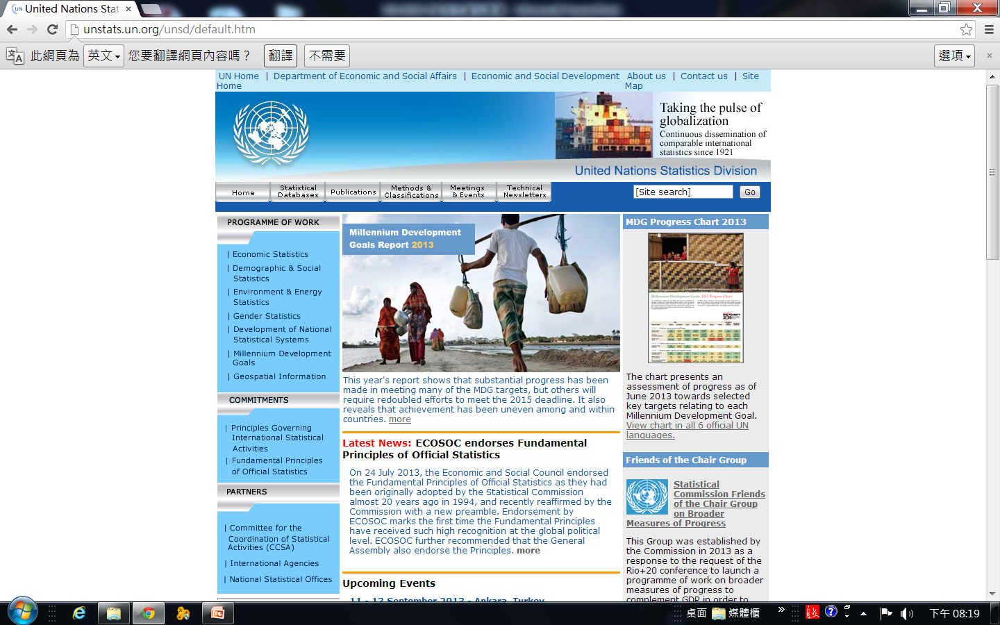 United Nations Stat
unstats.un.org/unsd/default.htm
此網頁為 英文 您要翻譯網頁內容嗎？ 翻譯 不需要 選項
UN Home | Department of Economic and Social Affairs | Economic and Social Development About us | Contact us | Site
Home Map
Taking the pulse of
globalization
Continuous dissemination of
comparable international
statistics since 1921
United Nations Statistics Division
Home
Statistical
Databases
Publications
Methods &
Classifications
Meetings
& Events
Technical
Newsletters
[Site search] Go
PROGRAMME OF WORK
| Economic Statistics
| Demographic & Social
Statistics
| Environment & Energy
Statistics
| Gender Statistics
| Development of National
Statistical Systems
| Millennium Development
Goals
| Geospatial Information
COMMITMENTS
| Principles Governing
International Statistical
Activities
| Fundamental Principles
of Official Statistics
PARTNERS
| Committee for the
Coordination of Statistical
Activities (CCSA)
| International Agencies
| National Statistical Offices
Millennium Development
Goals Report 2013
This year's report shows that substantial progress has been
made in meeting many of the MDG targets, but others will
require redoubled efforts to meet the 2015 deadline. It also
reveals that achievement has been uneven among and within
countries. more
Latest News: ECOSOC endorses Fundamental
Principles of Official Statistics
On 24 July 2013, the Economic and Social Council endorsed
the Fundamental Principles of Official Statistics as they had
been originally adopted by the Statistical Commission
almost 20 years ago in 1994, and recently reaffirmed by the
Commission with a new preamble. Endorsement by
ECOSOC marks the first time the Fundamental Principles
have received such high recognition at the global political
level. ECOSOC further recommended that the General
Assembly also endorse the Principles. more
Upcoming Events
11 - 13 September 2013 - Ankara, Turkey
MDG Progress Chart 2013
Millennium Development Goals: 2013 Progress Chart
The chart presents an
assessment of progress as of
June 2013 towards selected
key targets relating to each
Millennium Development Goal.
View chart in all 6 official UN
languages.
Friends of the Chair Group
Statistical
Commission Friends
of the Chair Group
on Broader
Measures of Progress
This Group was established by
the Commission in 2013 as a
response to the request of the
Rio+20 conference to launch a
programme of work on broader
measures of progress to
complement GDP in order to
桌面 媒體櫃 » 下午 08:19